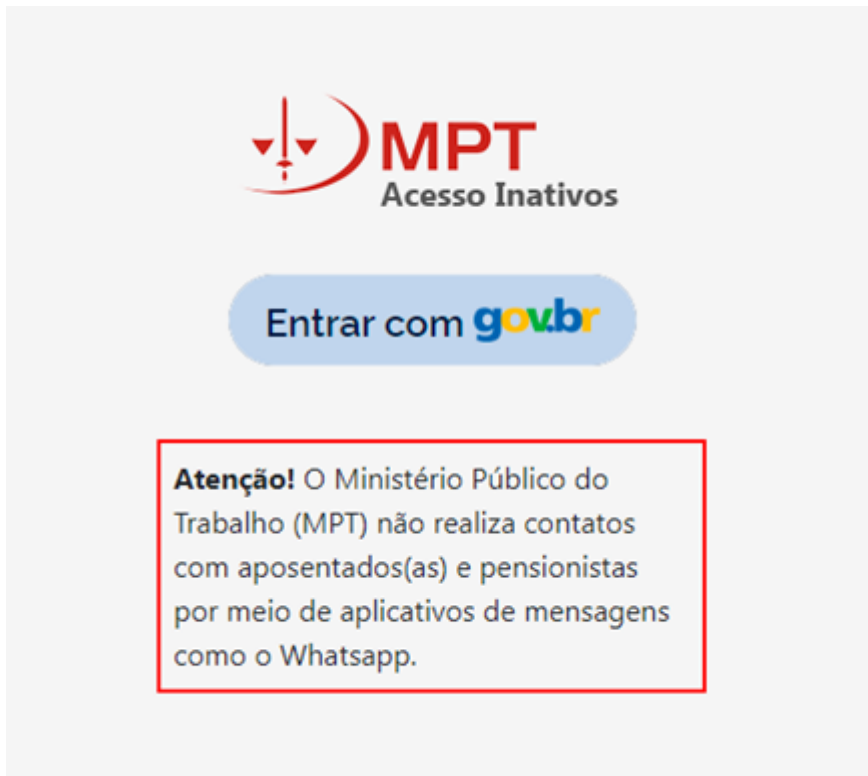 MPT
Acesso Inativos
Entrar com gov.br
Atenção! O Ministério Público do
Trabalho (MPT) não realiza contatos
com aposentados(as) e pensionistas
por meio de aplicativos de mensagens
como o Whatsapp.